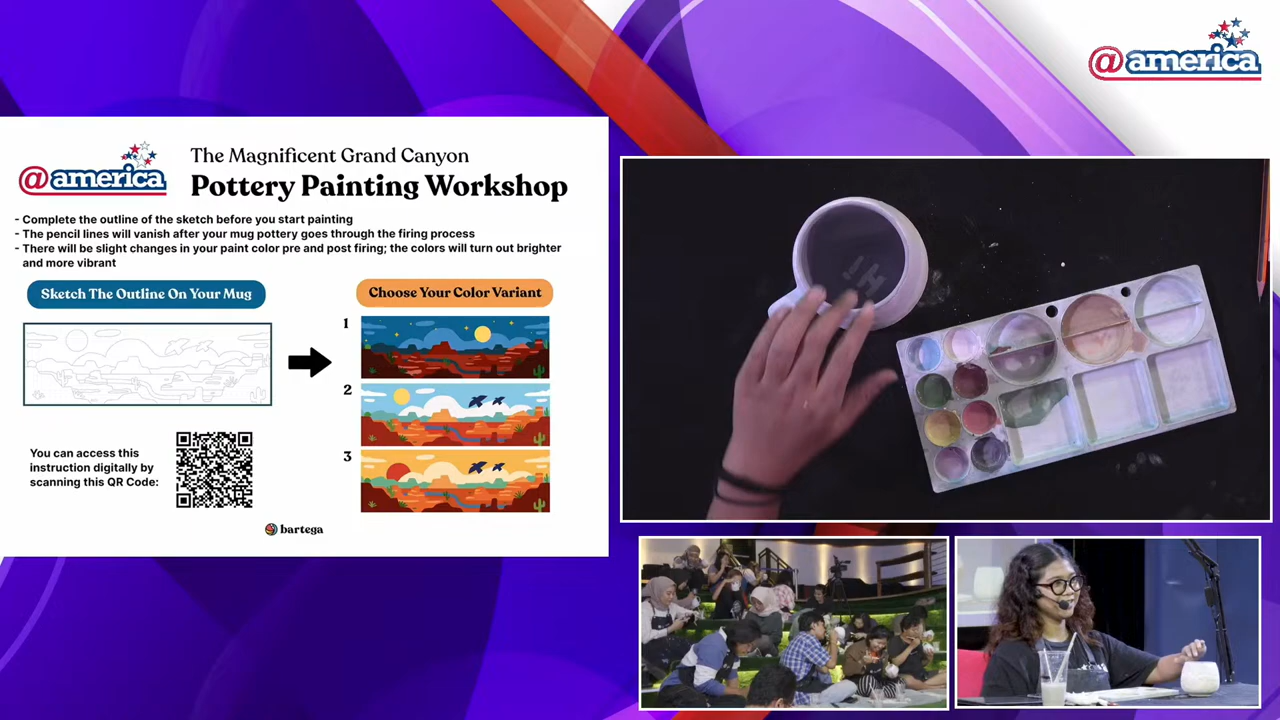 @america
@america
The Magnificent Grand Canyon
Pottery Painting Workshop
- Complete the outline of the sketch before you start painting
- The pencil lines will vanish after your mug pottery goes through the firing process
- There will be slight changes in your paint color pre and post firing; the colors will turn out brighter
and more vibrant
Sketch The Outline On Your Mug
Choose Your Color Variant
1
2
3
You can access this
instruction digitally by
scanning this QR Code:
bartega